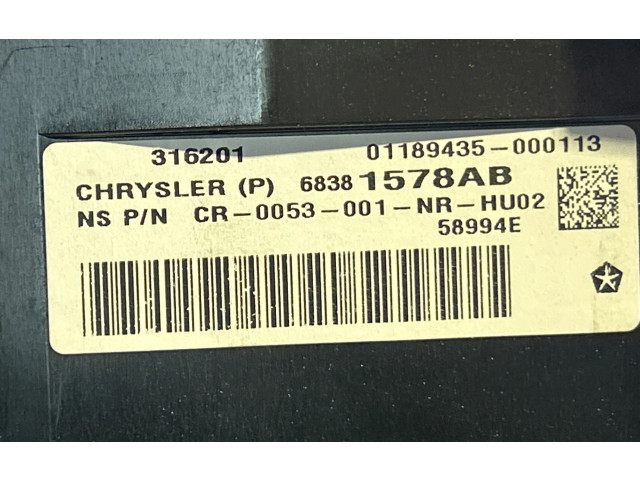 316201 01189435-000113
CHRYSLER (P) 68381578AB
NS P/N CR-0053-001-NR-HU02
58994E